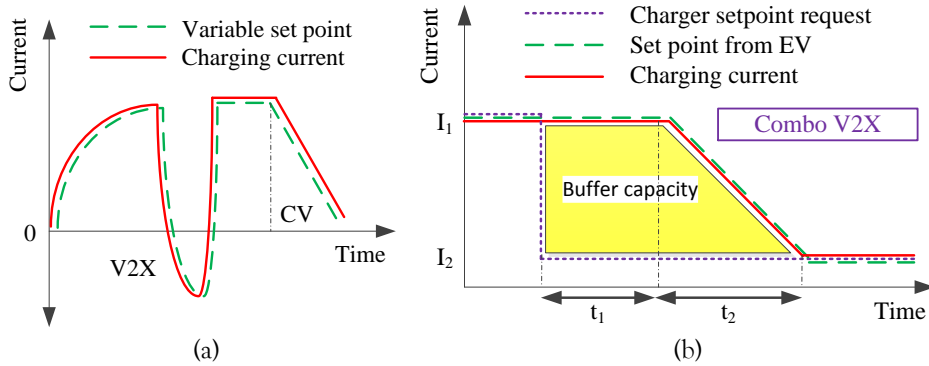 Current
Variable set point
Charging current
0
V2X
CV
Time
(a)
Current
Charger setpoint request
Set point from EV
Charging current
Combo V2X
I₁
Buffer capacity
I₂
t₁
t₂
Time
(b)